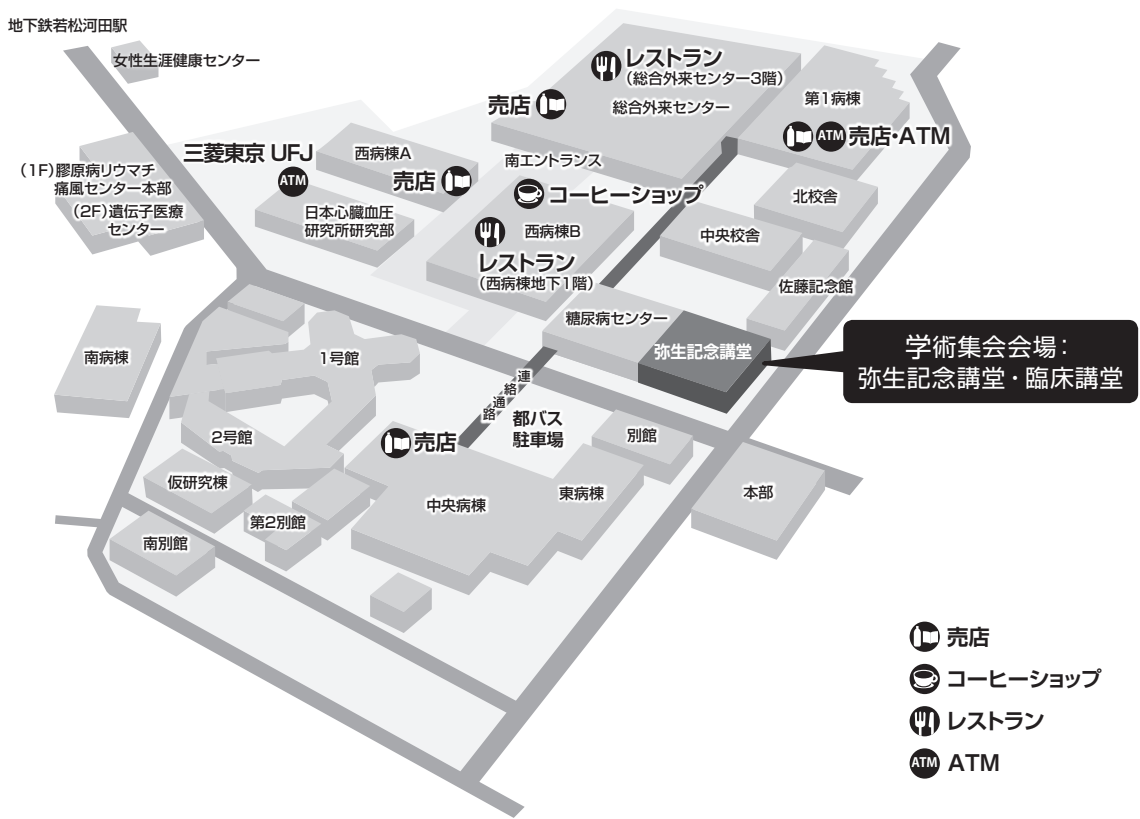 地下鉄若松河田駅
女性生涯健康センター
レストラン
（総合外来センター3階）
売店
総合外来センター
第1病棟
ATM
売店・ATM
三菱東京 UFJ
ATM
西病棟A
売店
南エントランス
コーヒーショップ
（1F）膠原病リウマチ
痛風センター本部
（2F）遺伝子医療
センター
日本心臓血圧
研究所研究部
西病棟B
レストラン
（西病棟地下1階）
北校舎
中央校舎
佐藤記念館
糖尿病センター
弥生記念講堂
学術集会会場：
弥生記念講堂・臨床講堂
南病棟
1号館
連絡通路
都バス
駐車場
別館
2号館
売店
仮研究棟
中央病棟
東病棟
本部
第2別館
南別館
売店
コーヒーショップ
レストラン
ATM
ATM